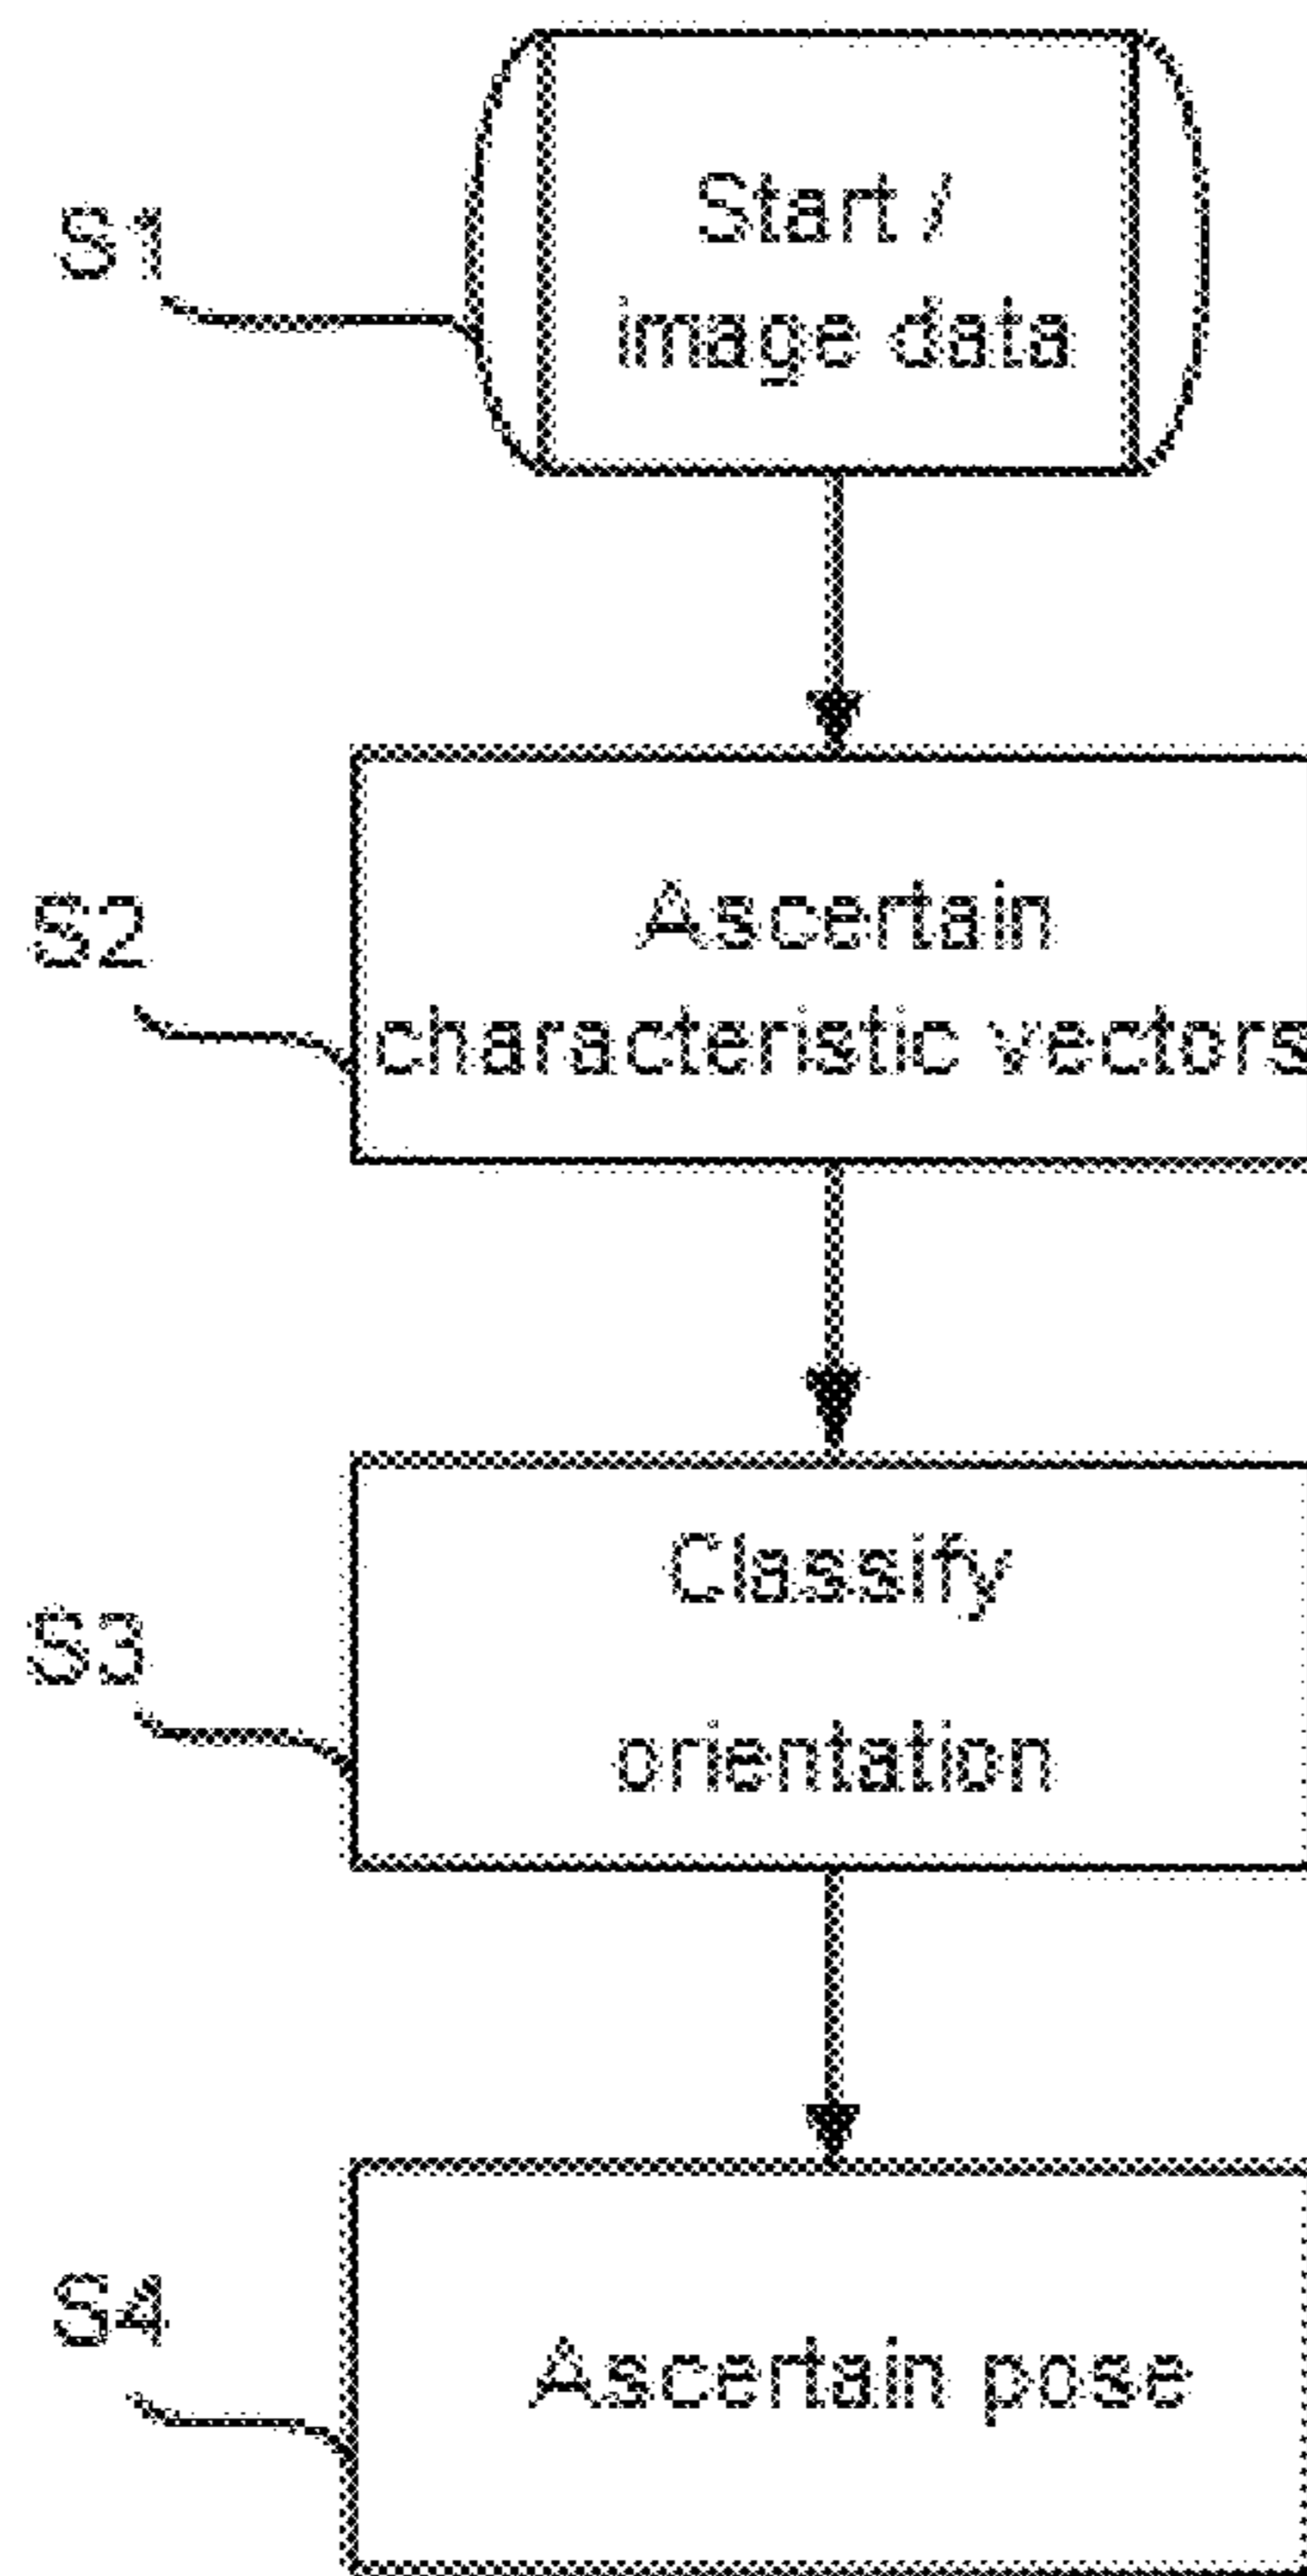 S1
Start /
image data
S2
Ascertain
characteristic vectors
S3
Classify
orientation
S4
Ascertain pose